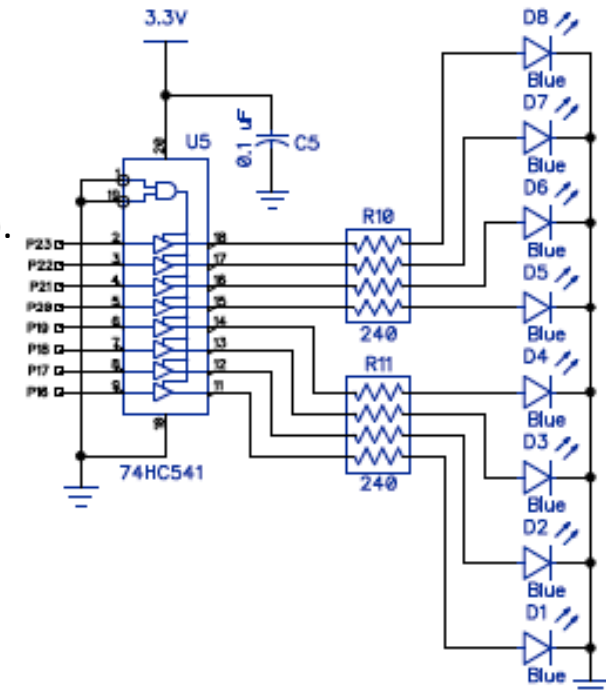 3.3V
D8
Blue
D7
Blue
D6
Blue
D5
Blue
D4
Blue
D3
Blue
D2
Blue
D1
Blue
0.1 uF
C5
U5
20
1
19
P23 2 18
P22 3 17
P21 4 16
P20 5 15
P19 6 14
P18 7 13
P17 8 12
P16 9 11
10
74HC541
R10
240
R11
240
.